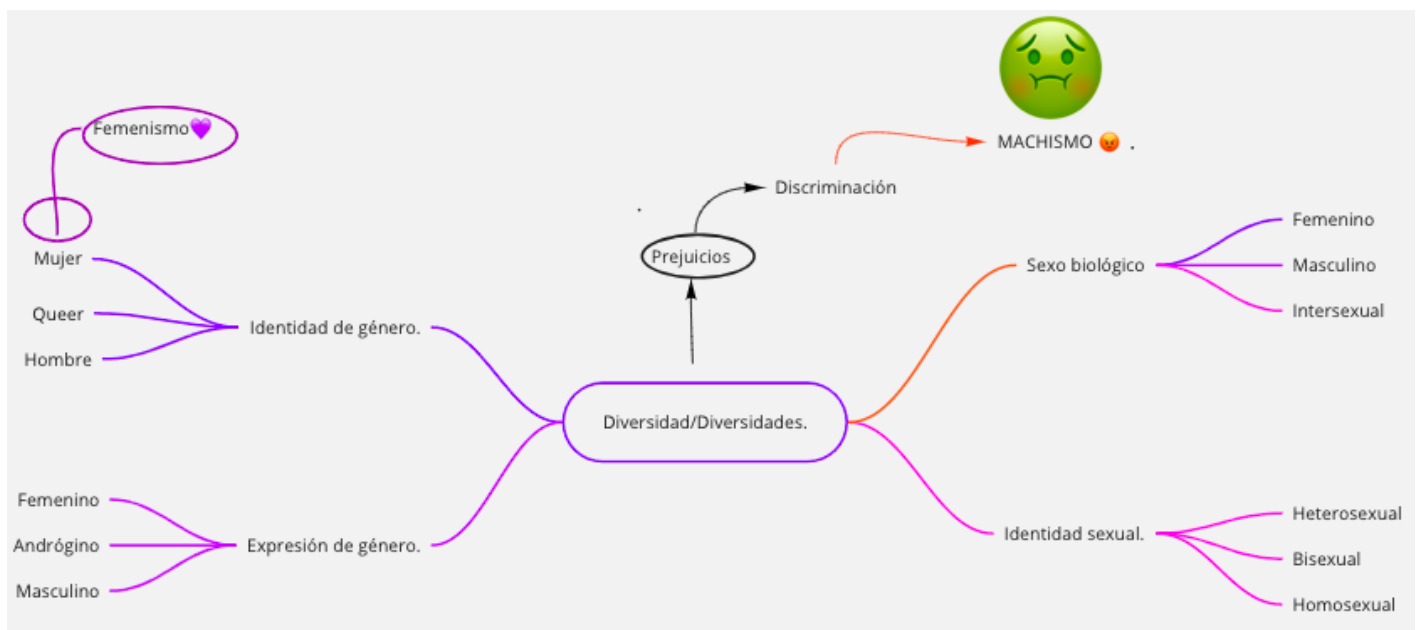 Femenismo💜
MACHISMO 😡 .
Discriminación
Prejuicios
Mujer
Queer
Hombre
Identidad de género.
Sexo biológico
Femenino
Masculino
Intersexual
Diversidad/Diversidades.
Femenino
Andrógino
Masculino
Expresión de género.
Identidad sexual.
Heterosexual
Bisexual
Homosexual